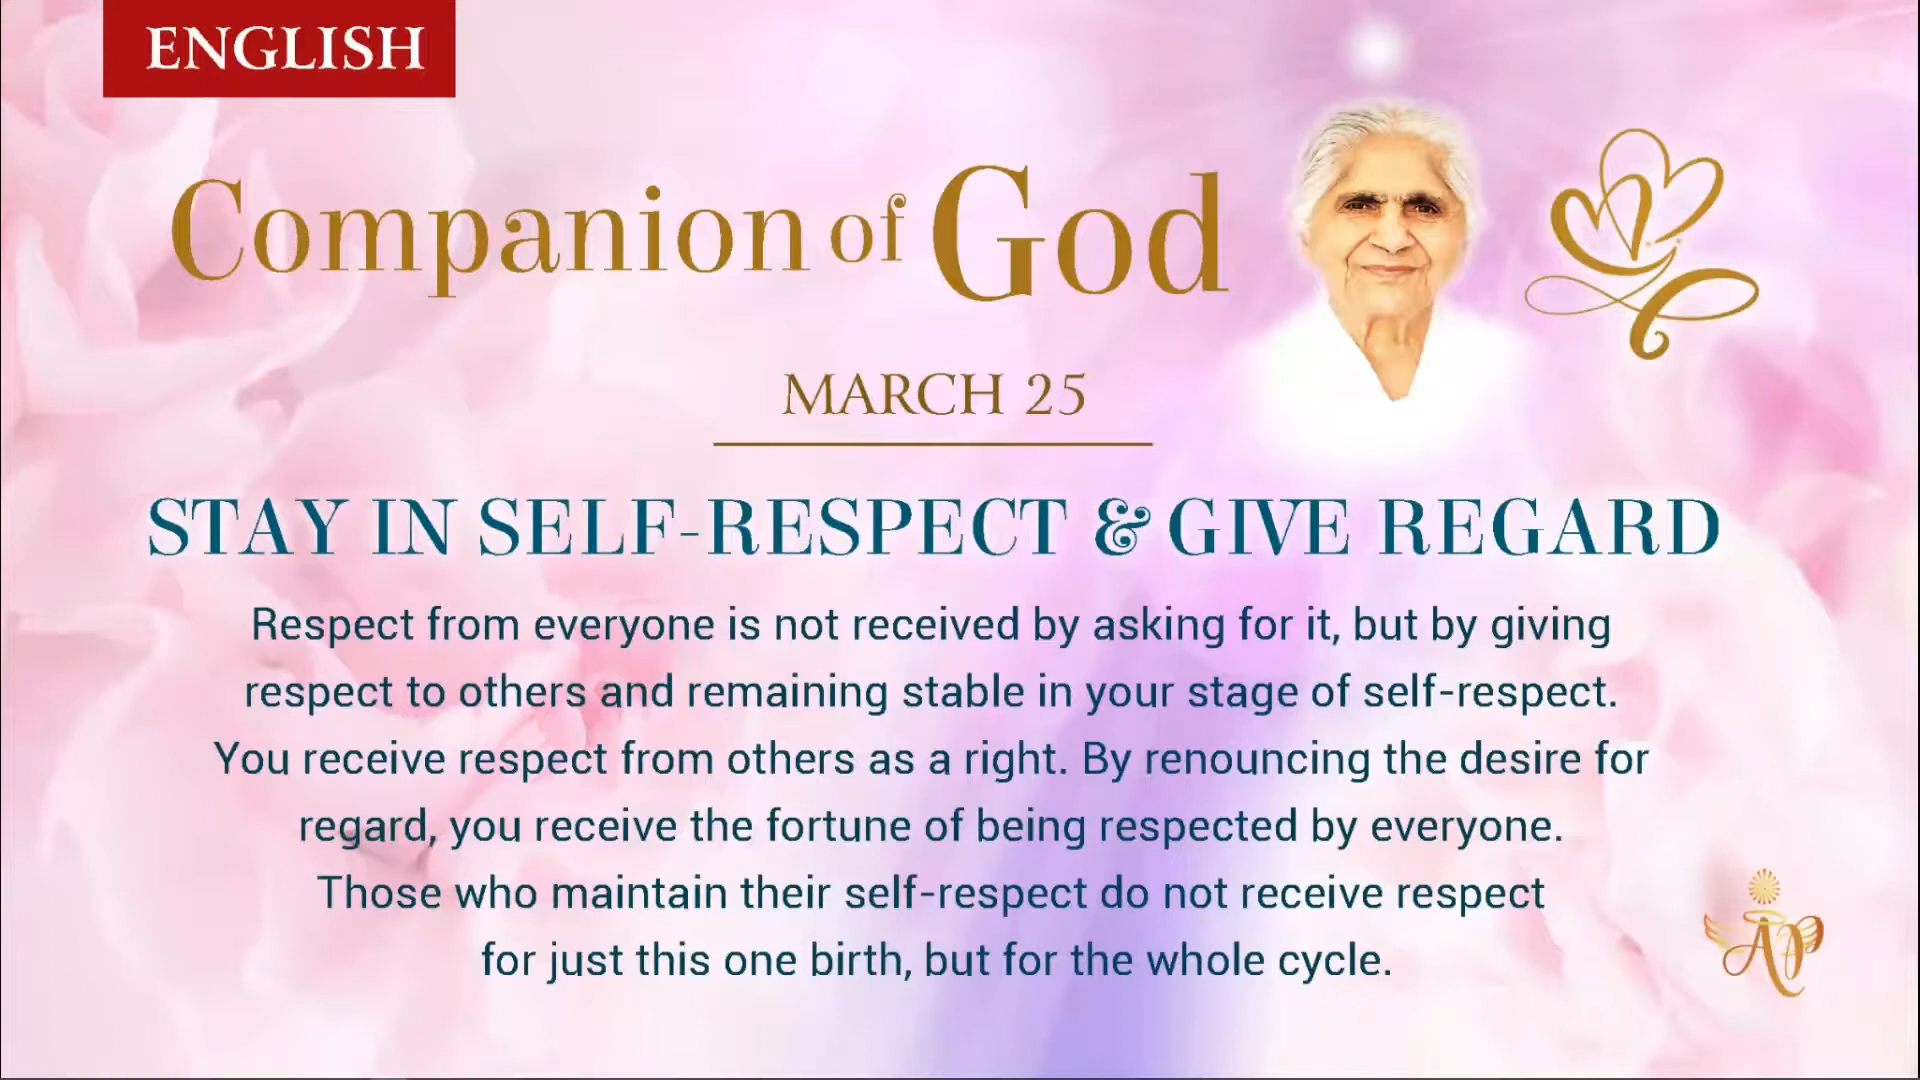 ENGLISH
Companion of God
MARCH 25
STAY IN SELF-RESPECT & GIVE REGARD
Respect from everyone is not received by asking for it, but by giving
respect to others and remaining stable in your stage of self-respect.
You receive respect from others as a right. By renouncing the desire for
regard, you receive the fortune of being respected by everyone.
Those who maintain their self-respect do not receive respect
for just this one birth, but for the whole cycle.
AP